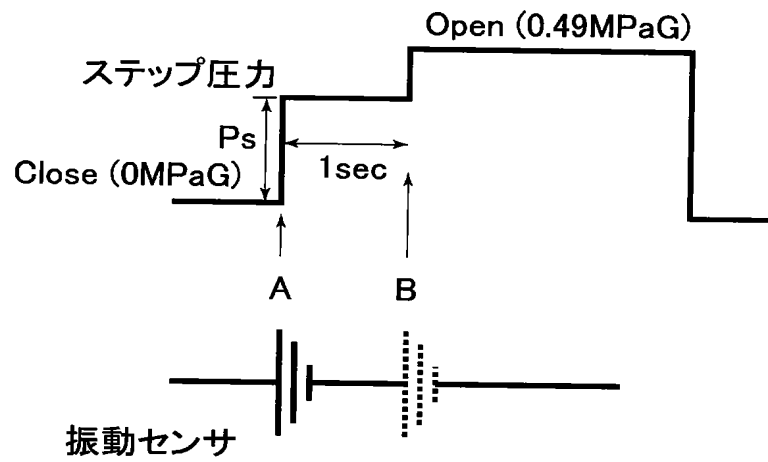 Open (0.49MPaG)
ステップ圧力
Ps
1sec
Close (0MPaG)
A
B
振動センサ